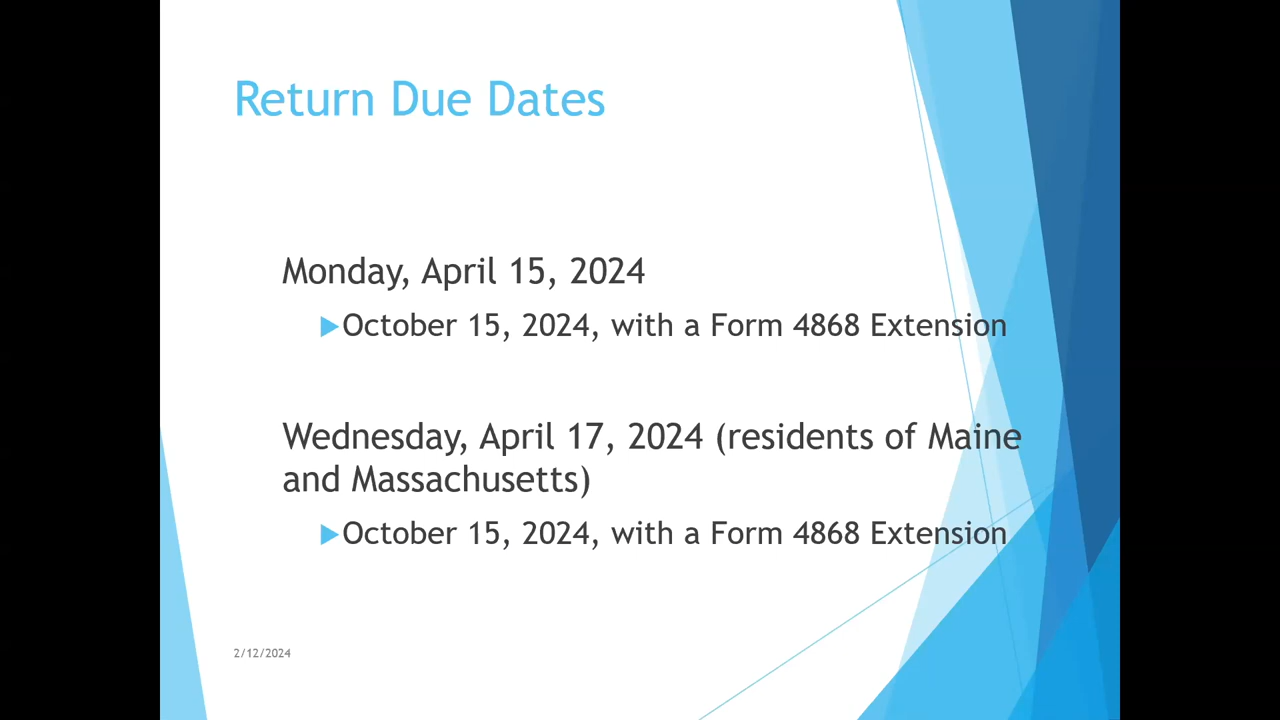 Return Due Dates
Monday, April 15, 2024
October 15, 2024, with a Form 4868 Extension
Wednesday, April 17, 2024 (residents of Maine
and Massachusetts)
October 15, 2024, with a Form 4868 Extension
2/12/2024